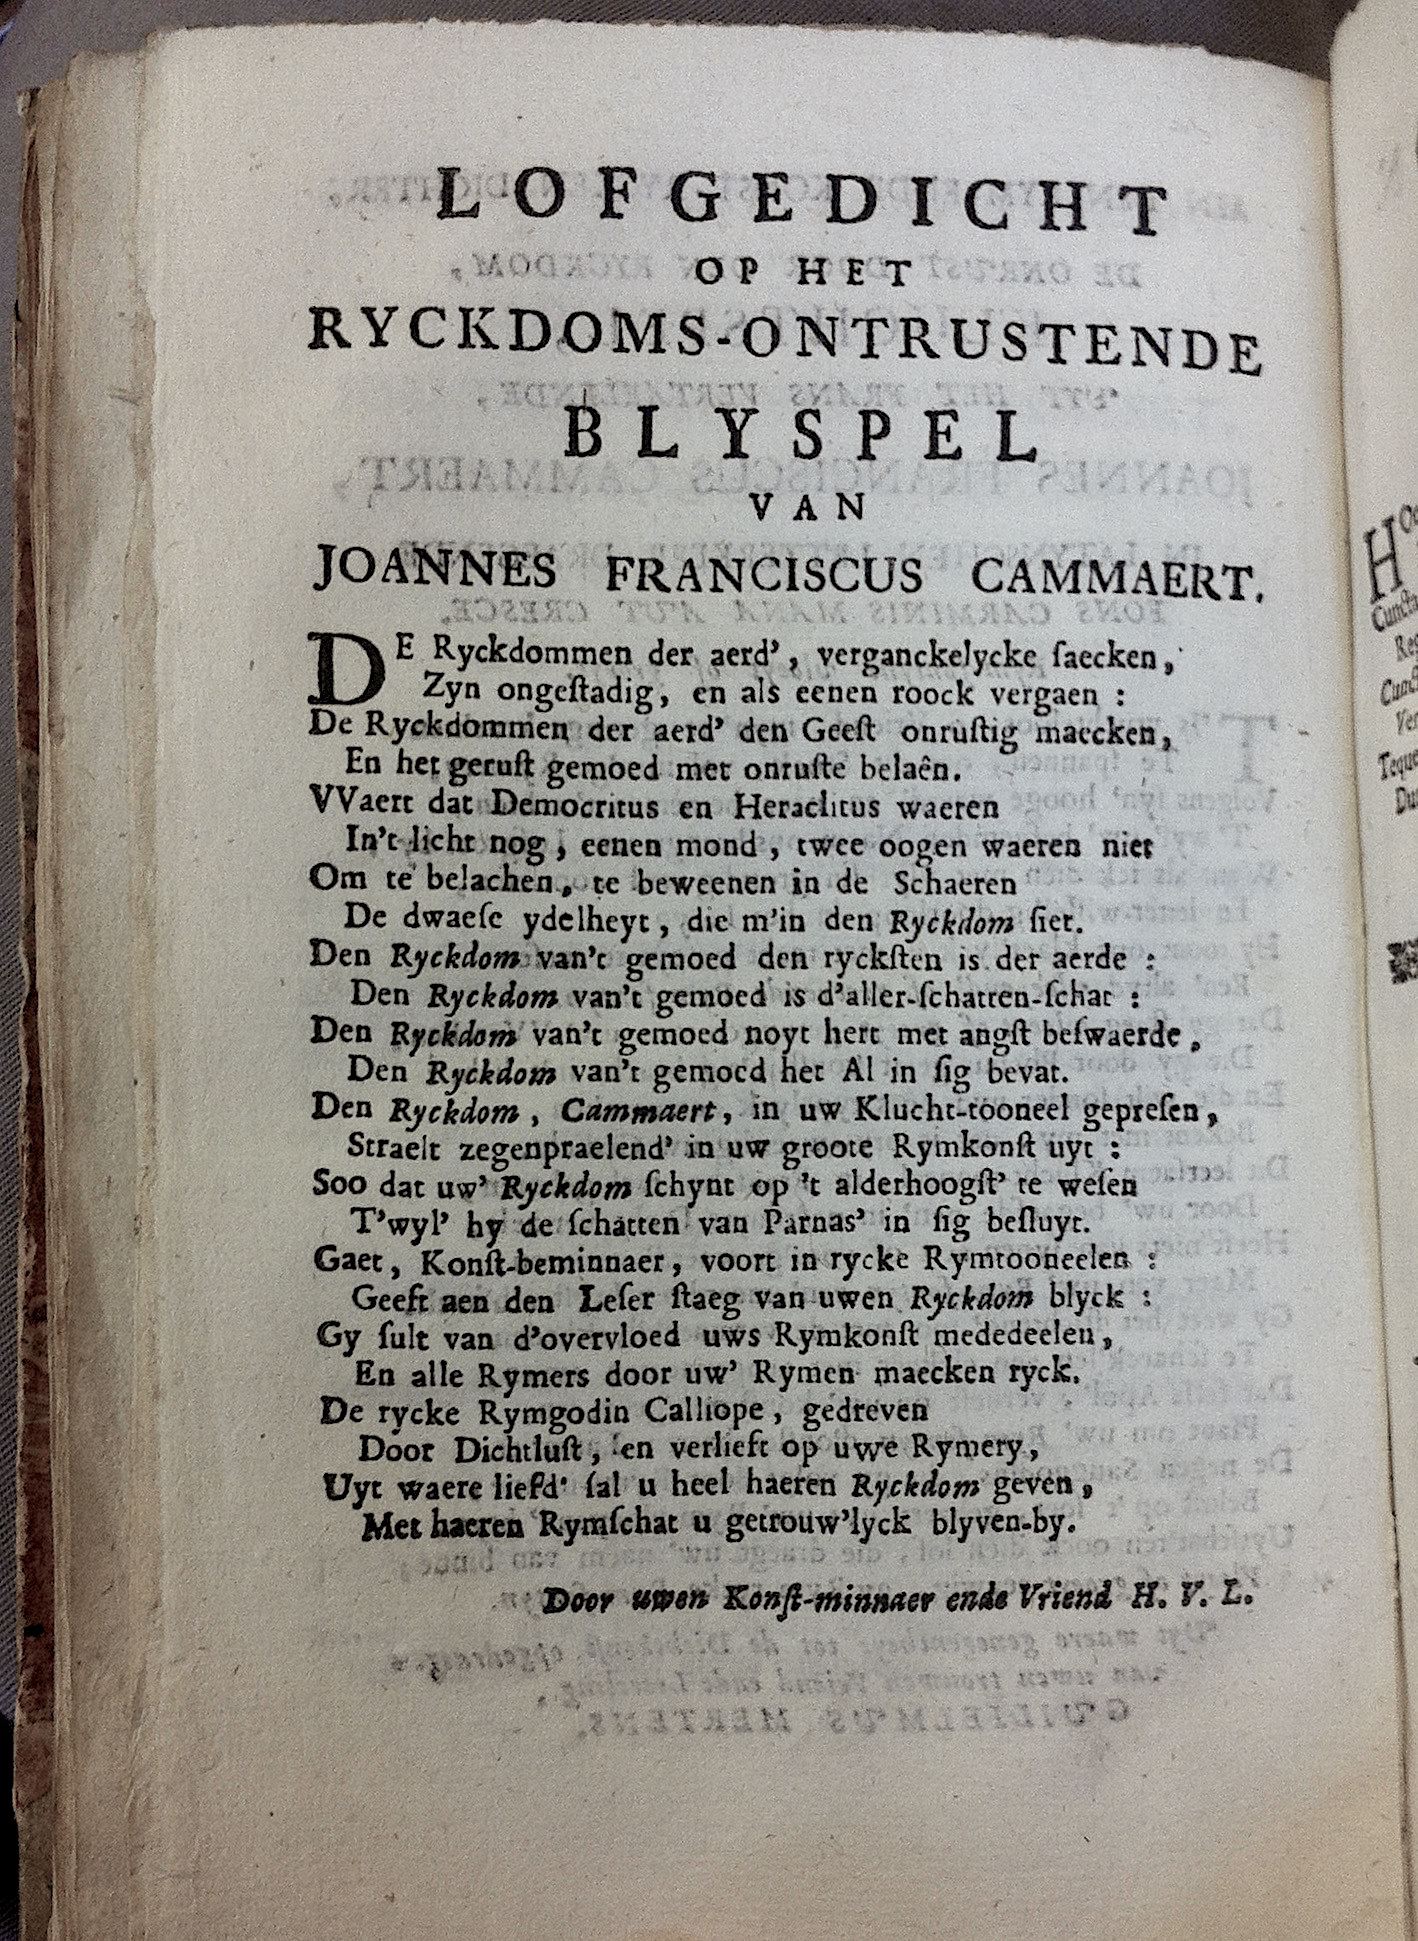 LOFGEDICHT
OP HET
RYCKDOMS-ONTRUSTENDE
BLYSPEL
VAN
JOANNES FRANCISCUS CAMMAERT.
DE Ryckdommen der aerd', verganckelycke ſaecken,
Zyn ongeſtadig, en als eenen roock vergaen :
De Ryckdommen der aerd' den Geeſt onruſtig maecken,
En het geruſt gemoed met onruſte belaên.
VVaert dat Democritus en Heraclitus waeren
In't licht nog, eenen mond, twee oogen waeren niet
Om te belachen, te beweenen in de Schaeren
De dwaeſe ydelheyt, die m'in den Ryckdom ſiet.
Den Ryckdom van't gemoed den ryckſten is der aerde :
Den Ryckdom van't gemoed is d'aller-ſchatten-ſchat :
Den Ryckdom van't gemoed noyt hert met angſt beſwaerde,
Den Ryckdom van't gemoed het Al in ſig bevat.
Den Ryckdom, Cammaert, in uw Klucht-tooneel gepreſen,
Straelt zegenpraelend' in uw groote Rymkonſt uyt :
Soo dat uw' Ryckdom ſchynt op 't alderhoogſt' te weſen
T'wyl' hy de ſchatten van Parnas' in ſig beſluyt.
Gaet, Konſt-beminnaer, voort in rycke Rymtooneelen :
Geeft aen den Leſer ſtaeg van uwen Ryckdom blyck :
Gy ſult van d'overvloed uws Rymkonſt mededeelen,
En alle Rymers door uw' Rymen maecken ryck.
De rycke Rymgodin Calliope, gedreven
Door Dichtluſt, en verlieft op uwe Rymery,
Uyt waere liefd' ſal u heel haeren Ryckdom geven,
Met haeren Rymſchat u getrouw'lyck blyven-by.
Door uwen Konſt-minnaer ende Vriend H. V. L.